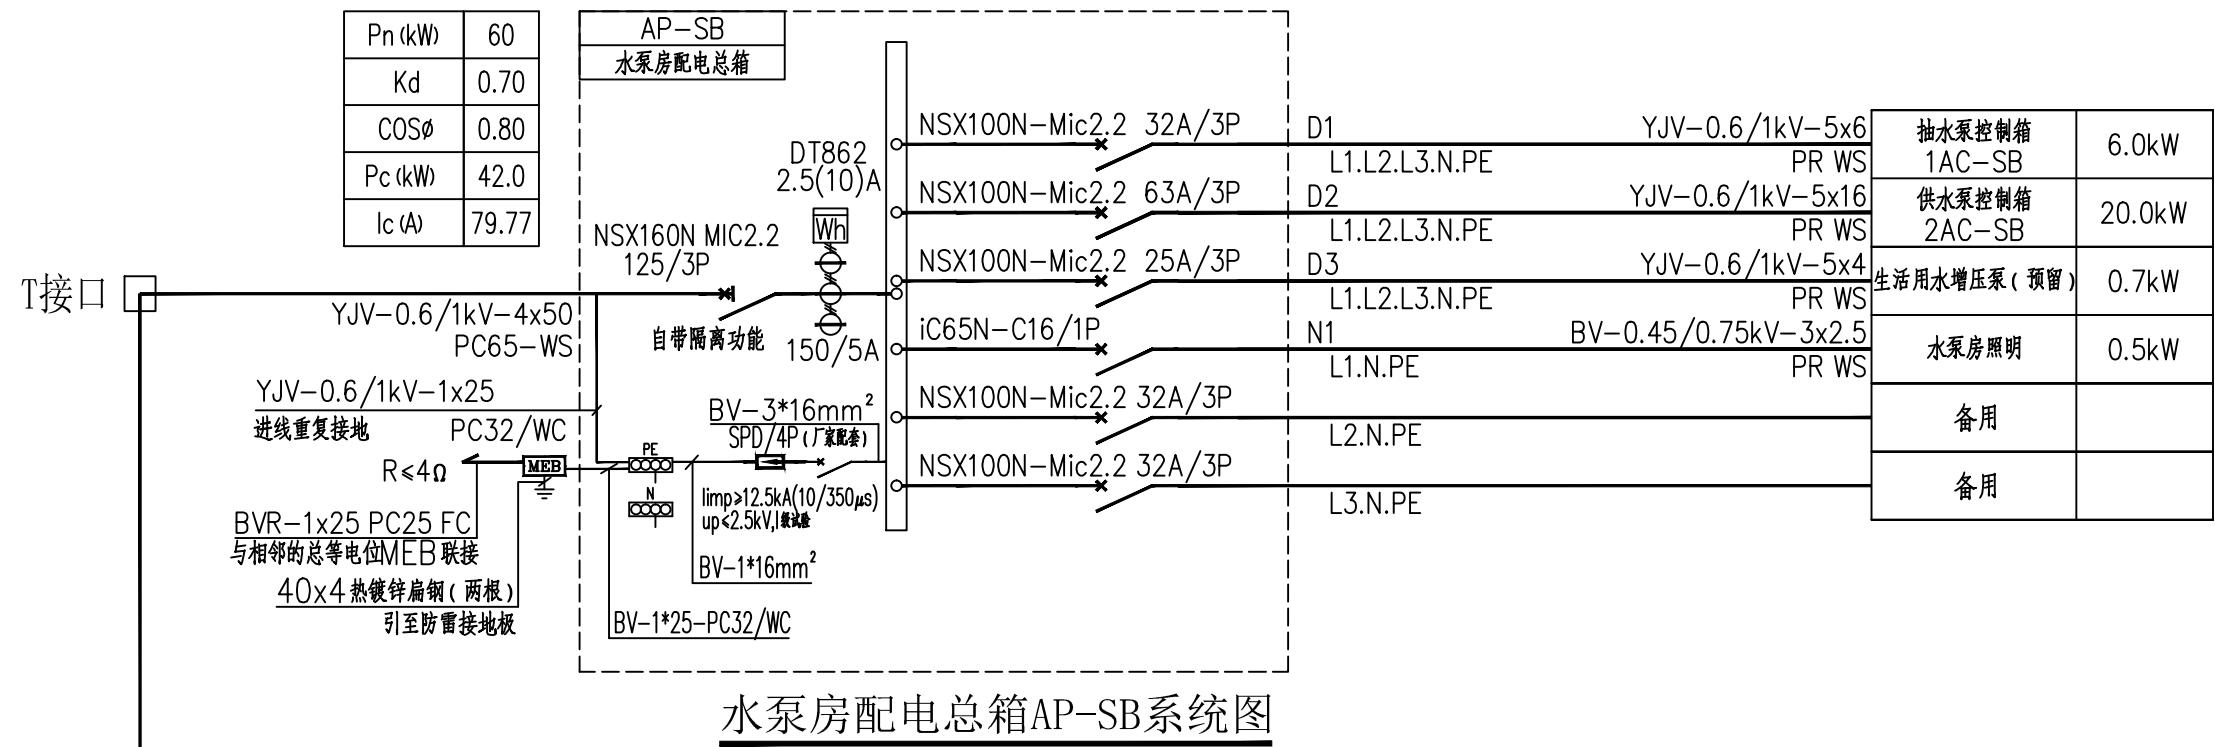 Pn(kW) 60
Kd 0.70
COSø 0.80
Pc(kW) 42.0
Ic(A) 79.77
AP-SB
水泵房配电总箱
T接口
YJV-0.6/1kV-4x50
PC65-WS
NSX160N MIC2.2
125/3P
自带隔离功能
DT862
2.5(10)A
Wh
150/5A
NSX100N-Mic2.2 32A/3P D1 YJV-0.6/1kV-5x6
L1.L2.L3.N.PE PR WS
抽水泵控制箱
1AC-SB
6.0kW
NSX100N-Mic2.2 63A/3P D2 YJV-0.6/1kV-5x16
L1.L2.L3.N.PE PR WS
供水泵控制箱
2AC-SB
20.0kW
NSX100N-Mic2.2 25A/3P D3 YJV-0.6/1kV-5x4
L1.L2.L3.N.PE PR WS
生活用水增压泵(预留) 0.7kW
iC65N-C16/1P N1 BV-0.45/0.75kV-3x2.5
L1.N.PE PR WS
水泵房照明 0.5kW
NSX100N-Mic2.2 32A/3P
L2.N.PE
备用
NSX100N-Mic2.2 32A/3P
L3.N.PE
备用
YJV-0.6/1kV-1x25
进线重复接地 PC32/WC
R≤4Ω
MEB
PE
N
BV-3*16mm²
SPD/4P(厂家配套)
Iimp≥12.5kA(10/350μs)
up≤2.5kV,I级试验
BVR-1x25 PC25 FC
与相邻的总等电位MEB联接
40x4热镀锌扁钢(两根)
引至防雷接地极
BV-1*16mm²
BV-1*25-PC32/WC
水泵房配电总箱AP-SB系统图